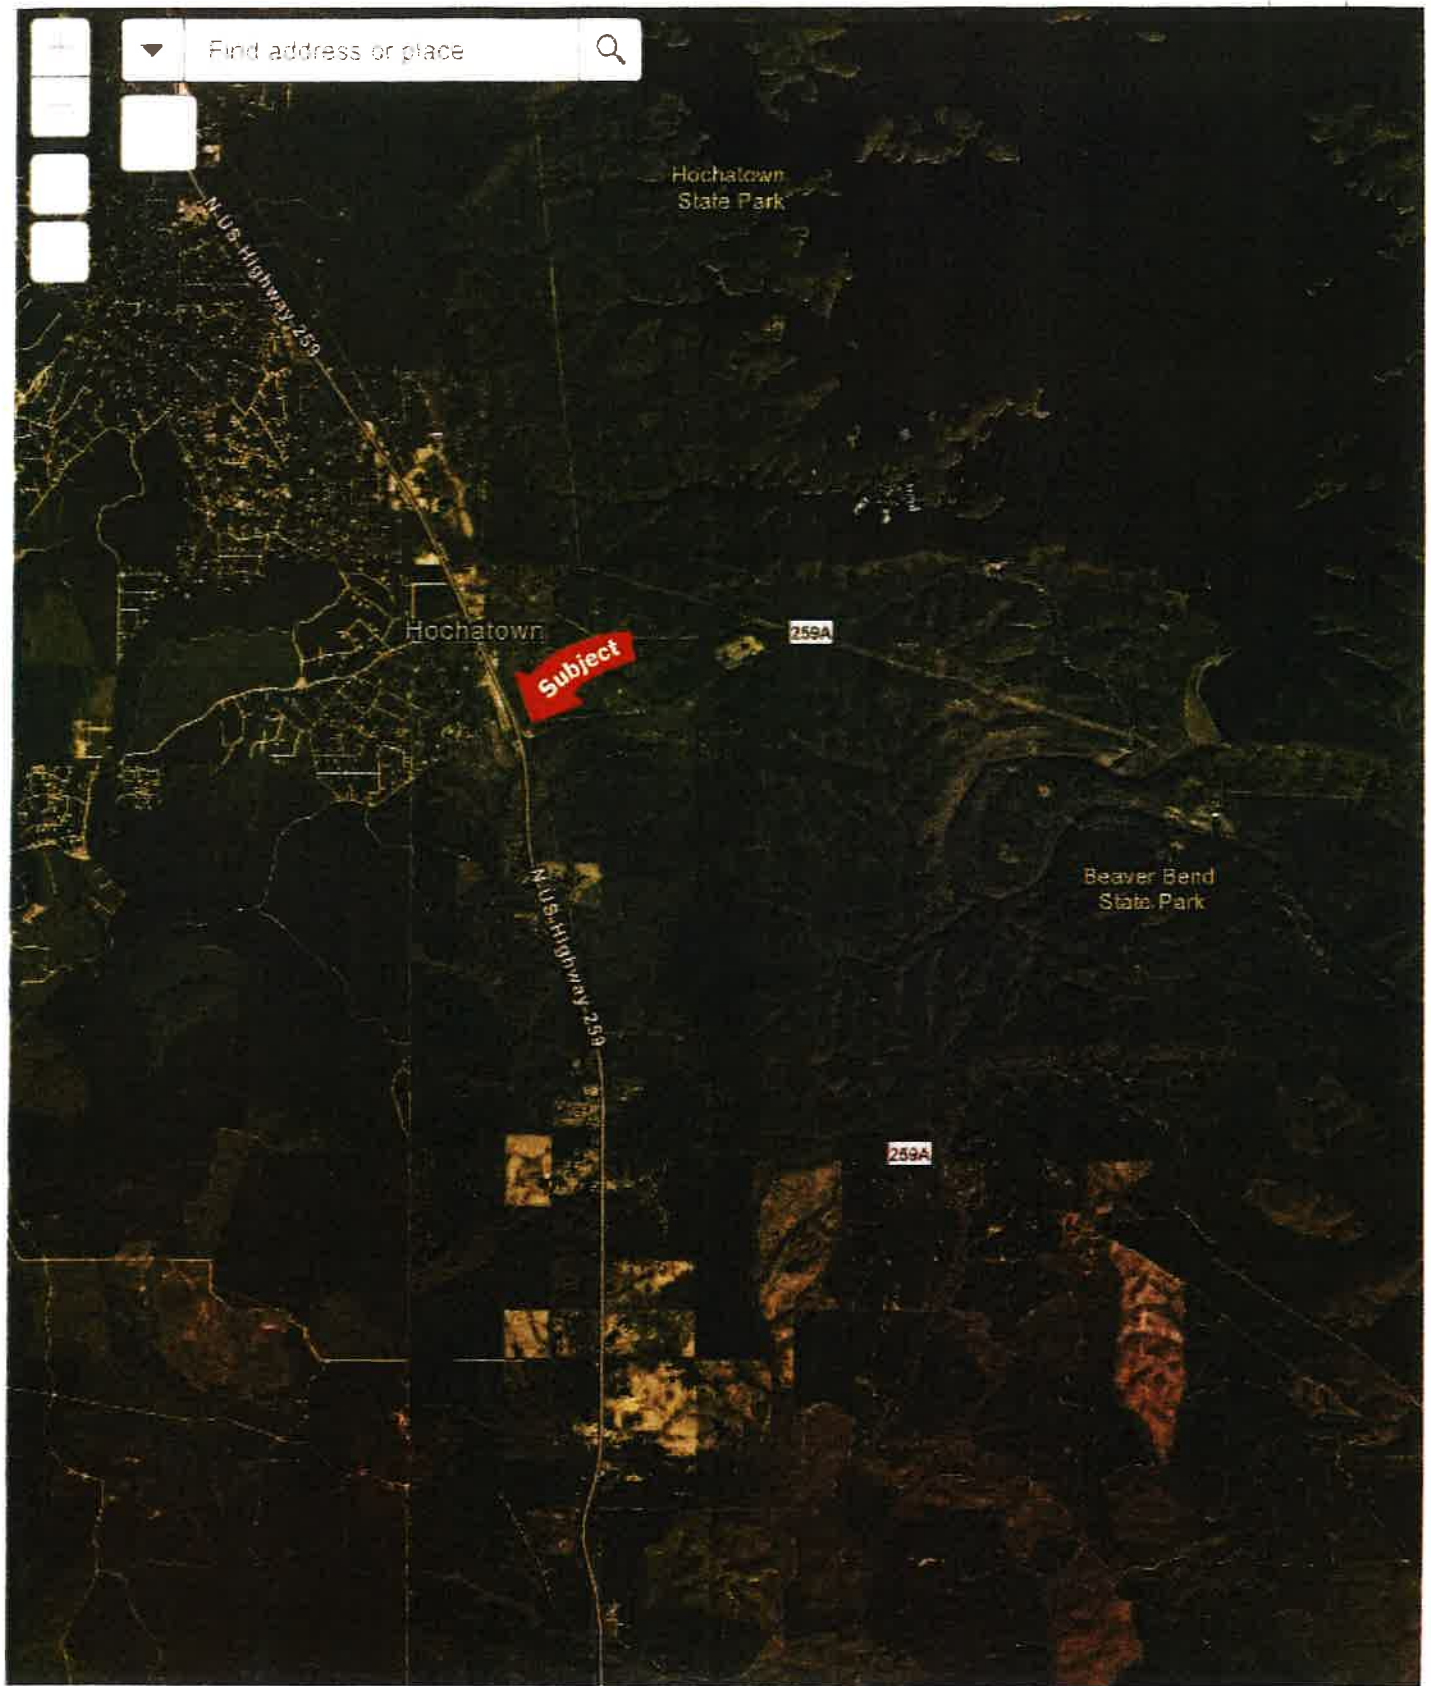 Find address or place
Hochatown
State Park
N US Highway 259
Hochatown
259A
Subject
Beaver Bend
State Park
N US Highway 259
259A